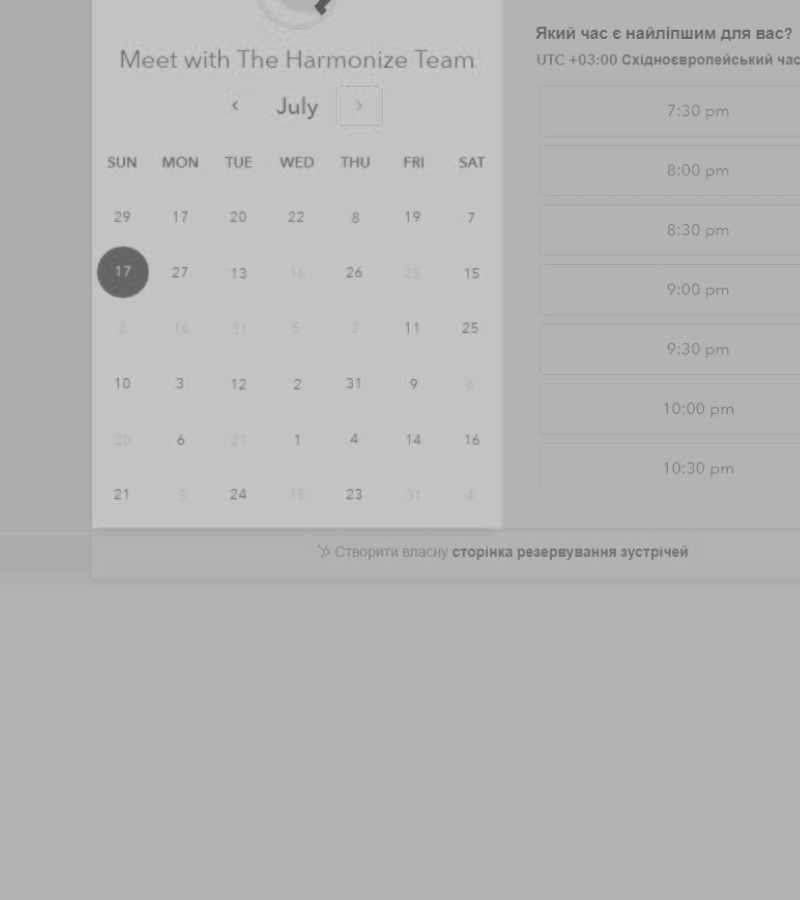 Meet with The Harmonize Team
‹ July ›
SUN MON TUE WED THU FRI SAT
29 17 20 22 8 19 7
17 27 13 16 26 25 15
8 16 31 5 2 11 25
10 3 12 2 31 9 6
20 6 21 1 4 14 16
21 3 24 15 23 31 4
Який час є найліпшим для вас?
UTC +03:00 Східноєвропейський час
7:30 pm
8:00 pm
8:30 pm
9:00 pm
9:30 pm
10:00 pm
10:30 pm
Створити власну сторінка резервування зустрічей